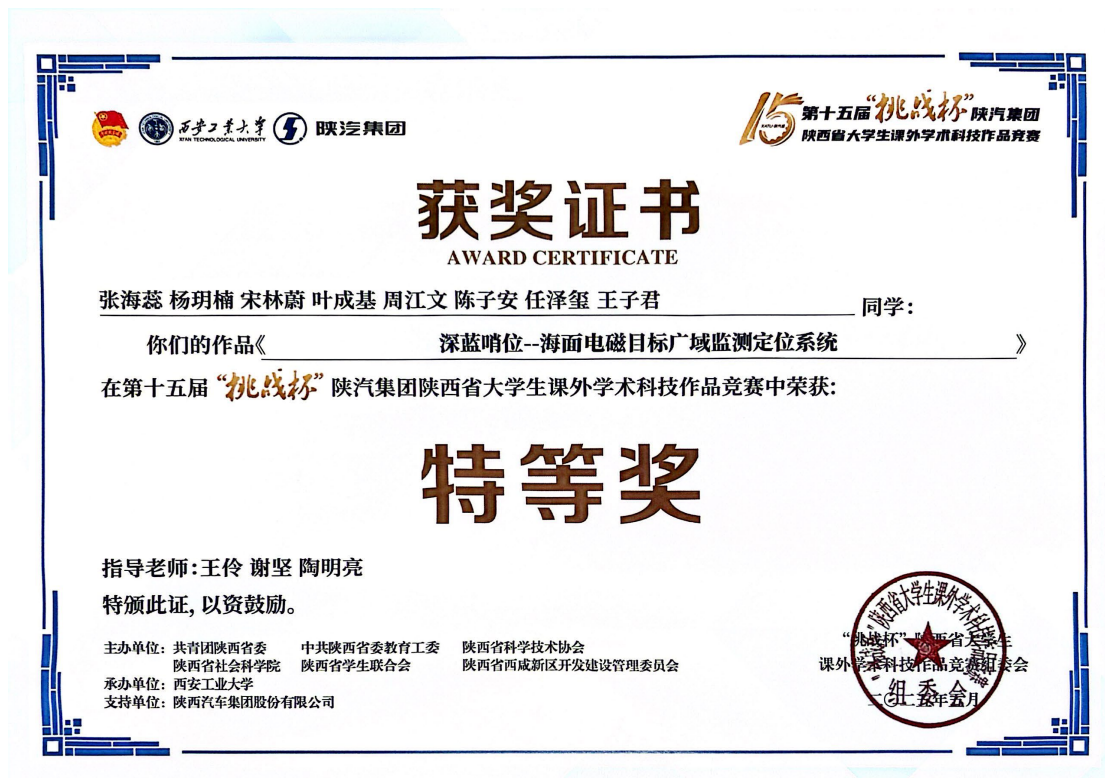 西安工业大学
XI'AN TECHNOLOGICAL UNIVERSITY
陕汽集团
15
第十五届“挑战杯”陕汽集团
陕西省大学生课外学术科技作品竞赛
获奖证书
AWARD CERTIFICATE
张海蕊 杨玥楠 宋林蔚 叶成基 周江文 陈子安 任泽玺 王子君 同学:
你们的作品《 深蓝哨位--海面电磁目标广域监测定位系统 》
在第十五届“挑战杯”陕汽集团陕西省大学生课外学术科技作品竞赛中荣获:
特等奖
指导老师:王伶 谢坚 陶明亮
特颁此证,以资鼓励。
主办单位: 共青团陕西省委 中共陕西省委教育工委 陕西省科学技术协会
陕西省社会科学院 陕西省学生联合会 陕西省西咸新区开发建设管理委员会
承办单位: 西安工业大学
支持单位: 陕西汽车集团股份有限公司
“挑战杯”陕西省大学生
课外学术科技作品竞赛组委会
二〇二五年五月
组委会